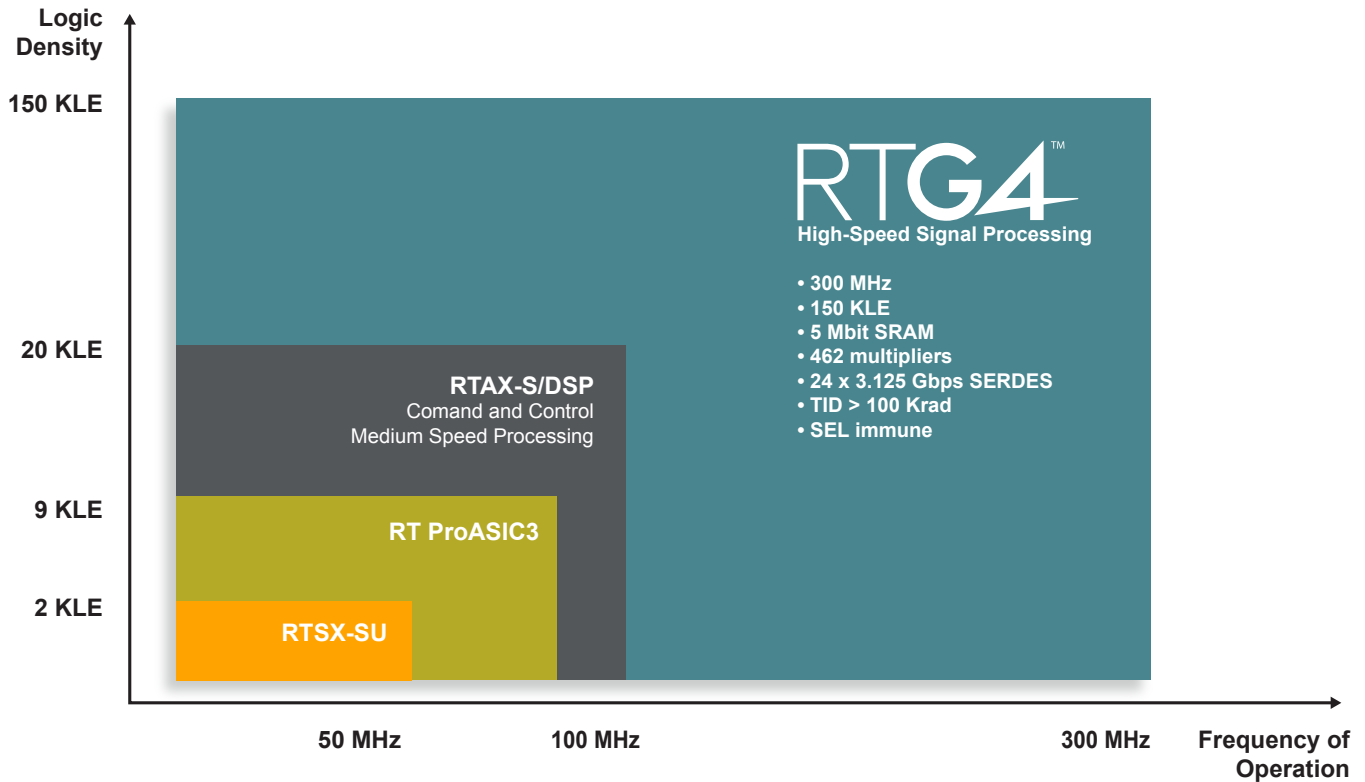 Logic
Density
150 KLE
20 KLE
9 KLE
2 KLE
RTG4™
High-Speed Signal Processing
• 300 MHz
• 150 KLE
• 5 Mbit SRAM
• 462 multipliers
• 24 x 3.125 Gbps SERDES
• TID > 100 Krad
• SEL immune
RTAX-S/DSP
Comand and Control
Medium Speed Processing
RT ProASIC3
RTSX-SU
50 MHz
100 MHz
300 MHz
Frequency of
Operation